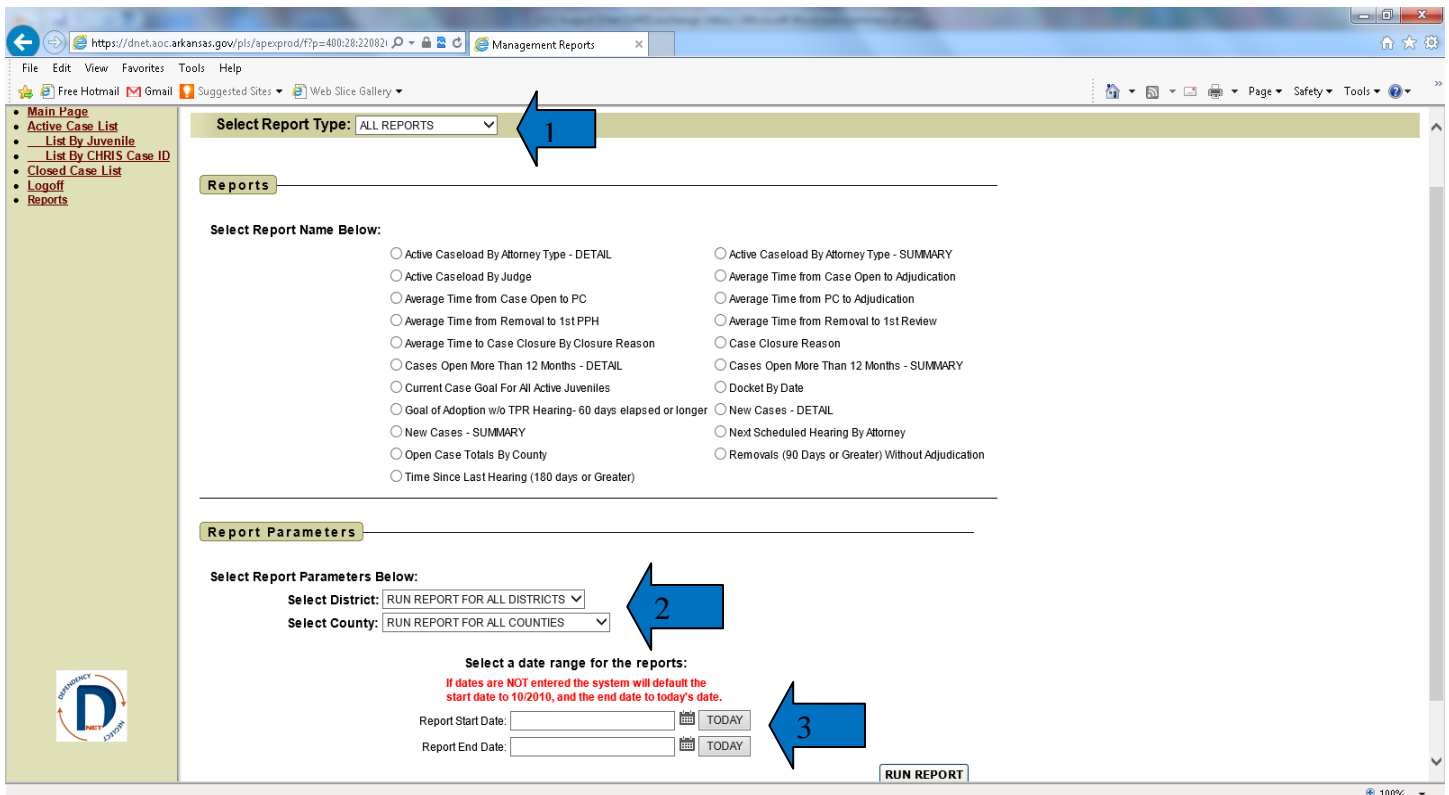 https://dnet.aoc.arkansas.gov/pls/apexprod/f?p=400:28:22082 Management Reports
File Edit View Favorites Tools Help
Free Hotmail Gmail Suggested Sites Web Slice Gallery Page Safety Tools
Main Page
Active Case List
List By Juvenile
List By CHRIS Case ID
Closed Case List
Logoff
Reports
Select Report Type: ALL REPORTS 1
Reports
Select Report Name Below:
Active Caseload By Attorney Type - DETAIL Active Caseload By Attorney Type - SUMMARY
Active Caseload By Judge Average Time from Case Open to Adjudication
Average Time from Case Open to PC Average Time from PC to Adjudication
Average Time from Removal to 1st PPH Average Time from Removal to 1st Review
Average Time to Case Closure By Closure Reason Case Closure Reason
Cases Open More Than 12 Months - DETAIL Cases Open More Than 12 Months - SUMMARY
Current Case Goal For All Active Juveniles Docket By Date
Goal of Adoption w/o TPR Hearing- 60 days elapsed or longer New Cases - DETAIL
New Cases - SUMMARY Next Scheduled Hearing By Attorney
Open Case Totals By County Removals (90 Days or Greater) Without Adjudication
Time Since Last Hearing (180 days or Greater)
Report Parameters
Select Report Parameters Below:
Select District: RUN REPORT FOR ALL DISTRICTS
2
Select County: RUN REPORT FOR ALL COUNTIES
Select a date range for the reports:
If dates are NOT entered the system will default the
start date to 10/2010, and the end date to today's date.
Report Start Date: TODAY
3
Report End Date: TODAY
RUN REPORT
DEPENDENCY
D
NET
NEGLECT
100%